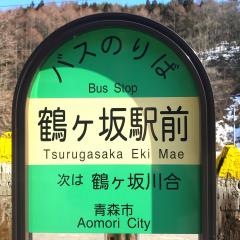 バスのりば
Bus Stop
鶴ヶ坂駅前
Tsurugasaka Eki Mae
次は 鶴ヶ坂川合
青森市
Aomori City